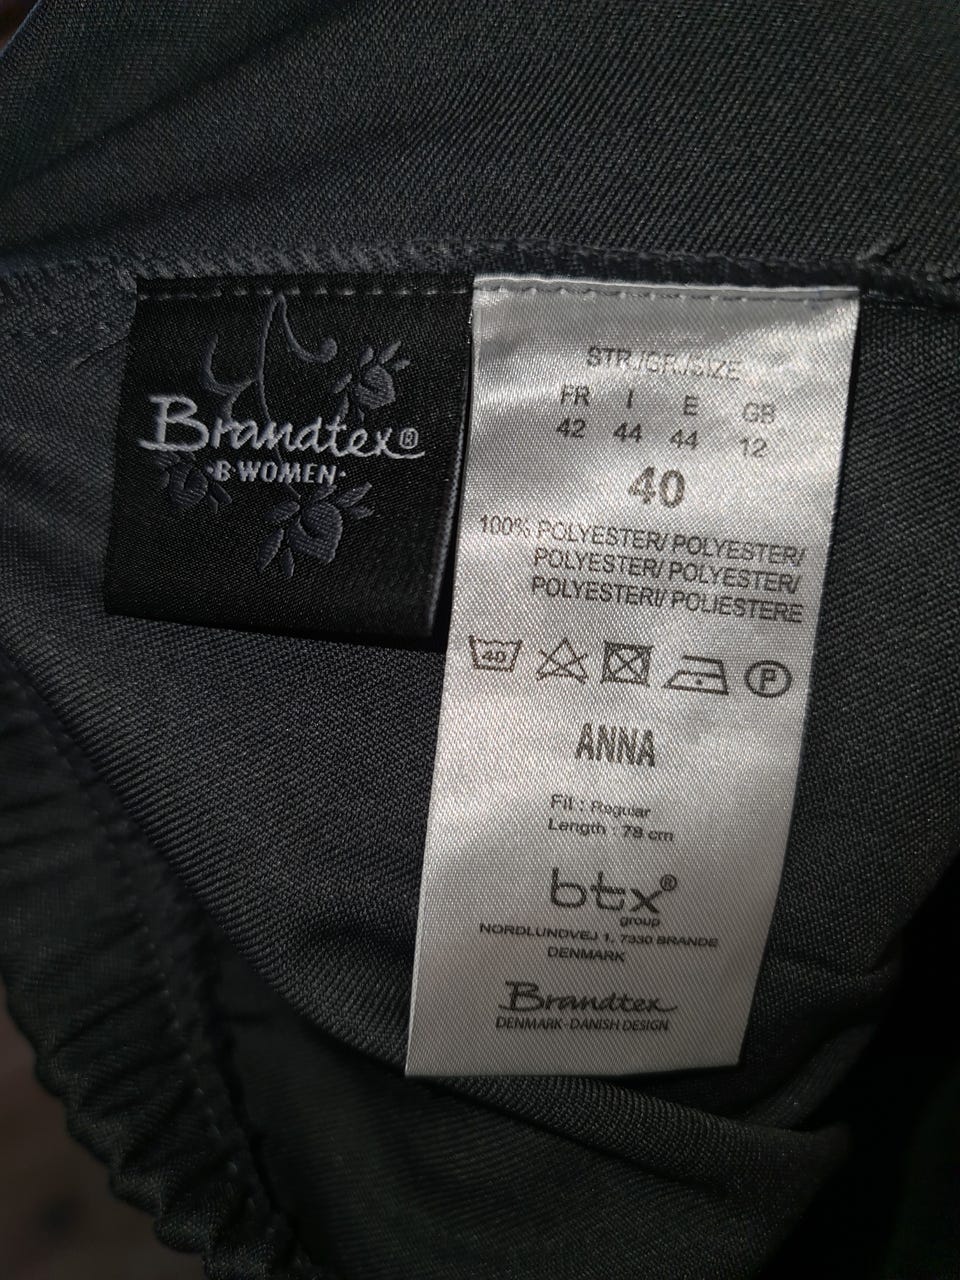 Brandtex®
·B WOMEN·
STR./GR./SIZE
FR I E GB
42 44 44 12
40
100% POLYESTER/ POLYESTER/
POLYESTER/ POLYESTER/
POLYESTERI/ POLIESTERE
40 P
ANNA
Fit : Regular
Length : 78 cm
btx®
group
NORDLUNDVEJ 1, 7330 BRANDE
DENMARK
Brandtex
DENMARK - DANISH DESIGN